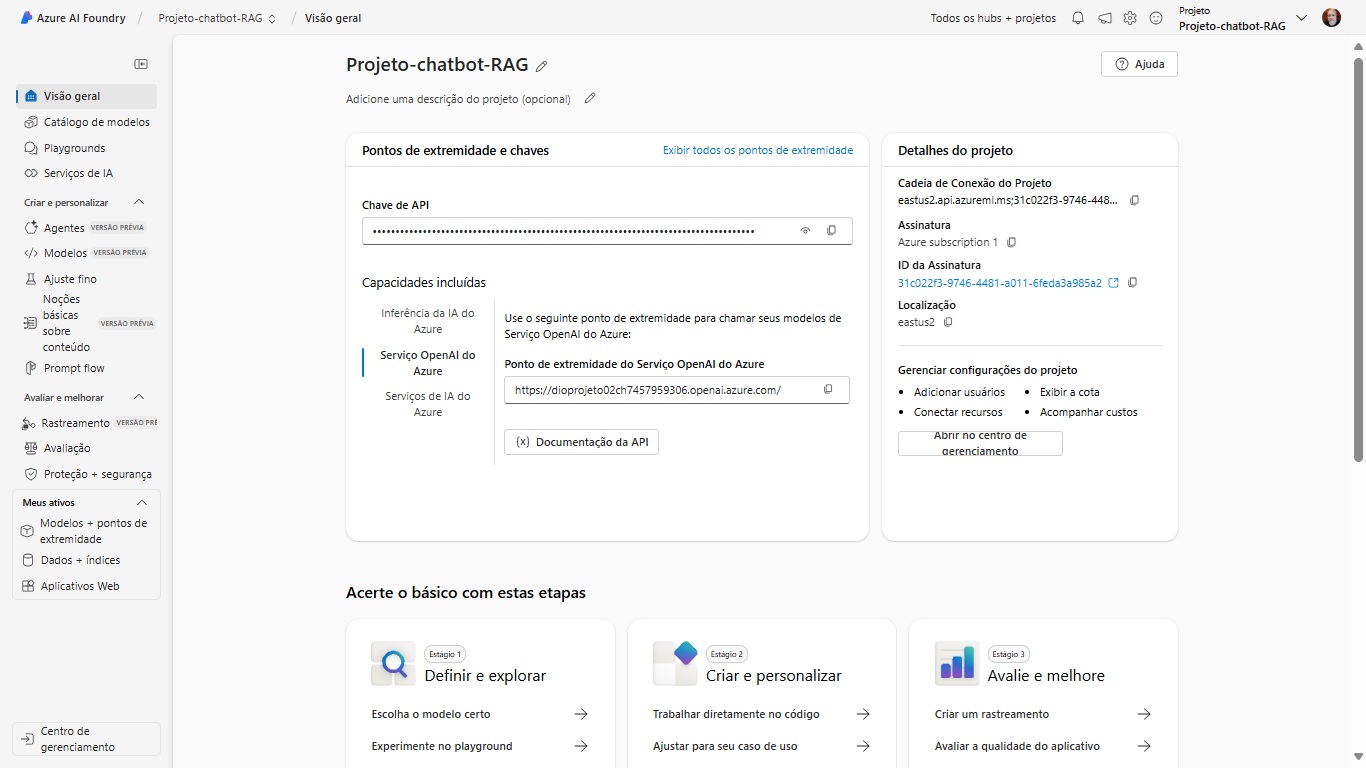 Azure AI Foundry / Projeto-chatbot-RAG / Visão geral
Todos os hubs + projetos
Projeto
Projeto-chatbot-RAG
Visão geral
Catálogo de modelos
Playgrounds
Serviços de IA
Criar e personalizar
Agentes VERSÃO PRÉVIA
Modelos VERSÃO PRÉVIA
Ajuste fino
Noções
básicas
sobre
conteúdo
VERSÃO PRÉVIA
Prompt flow
Avaliar e melhorar
Rastreamento VERSÃO PRÉ
Avaliação
Proteção + segurança
Meus ativos
Modelos + pontos de
extremidade
Dados + índices
Aplicativos Web
Centro de
gerenciamento
Projeto-chatbot-RAG
Ajuda
Adicione uma descrição do projeto (opcional)
Pontos de extremidade e chaves
Exibir todos os pontos de extremidade
Chave de API
Capacidades incluídas
Inferência da IA do
Azure
Serviço OpenAI do
Azure
Serviços de IA do
Azure
Use o seguinte ponto de extremidade para chamar seus modelos de
Serviço OpenAI do Azure:
Ponto de extremidade do Serviço OpenAI do Azure
https://dioprojeto02ch7457959306.openai.azure.com/
Documentação da API
Detalhes do projeto
Cadeia de Conexão do Projeto
eastus2.api.azureml.ms;31c022f3-9746-448...
Assinatura
Azure subscription 1
ID da Assinatura
31c022f3-9746-4481-a011-6feda3a985a2
Localização
eastus2
Gerenciar configurações do projeto
• Adicionar usuários
• Exibir a cota
• Conectar recursos
• Acompanhar custos
Abrir no centro de
gerenciamento
Acerte o básico com estas etapas
Estágio 1
Definir e explorar
Escolha o modelo certo
Experimente no playground
Estágio 2
Criar e personalizar
Trabalhar diretamente no código
Ajustar para seu caso de uso
Estágio 3
Avalie e melhore
Criar um rastreamento
Avaliar a qualidade do aplicativo